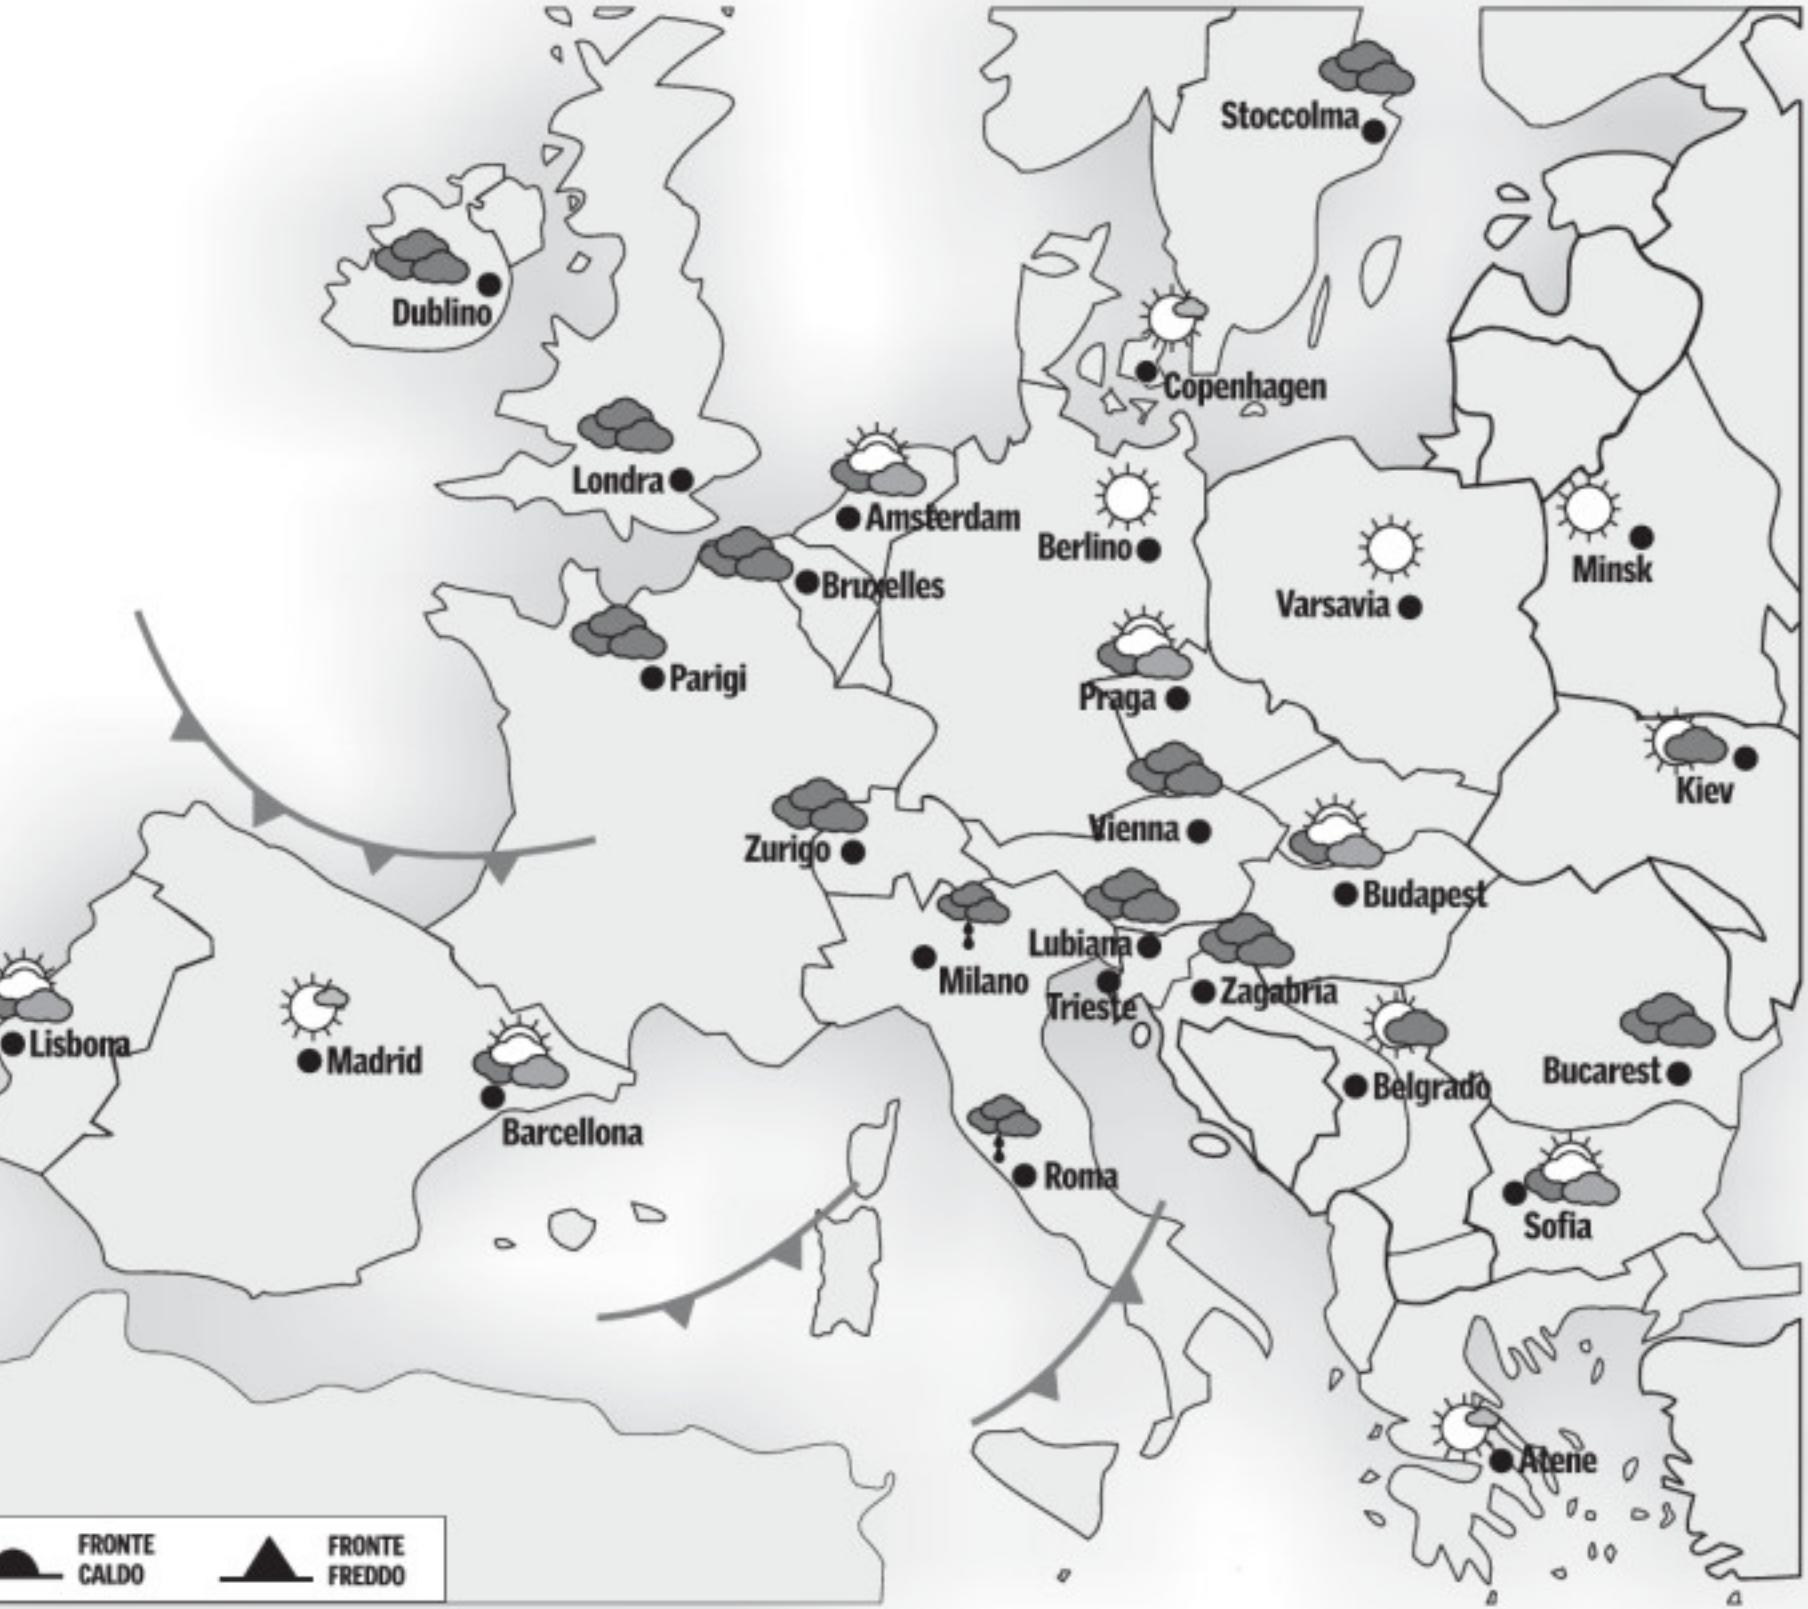 Stoccolma
Dublino
Copenhagen
Londra
Amsterdam
Berlino
Minsk
Bruxelles
Varsavia
Parigi
Praga
Kiev
Vienna
Zurigo
Budapest
Lubiana
Milano
Zagabria
Trieste
Lisbona
Madrid
Bucarest
Belgrado
Barcellona
Roma
Sofia
Atene
FRONTE
CALDO
FRONTE
FREDDO